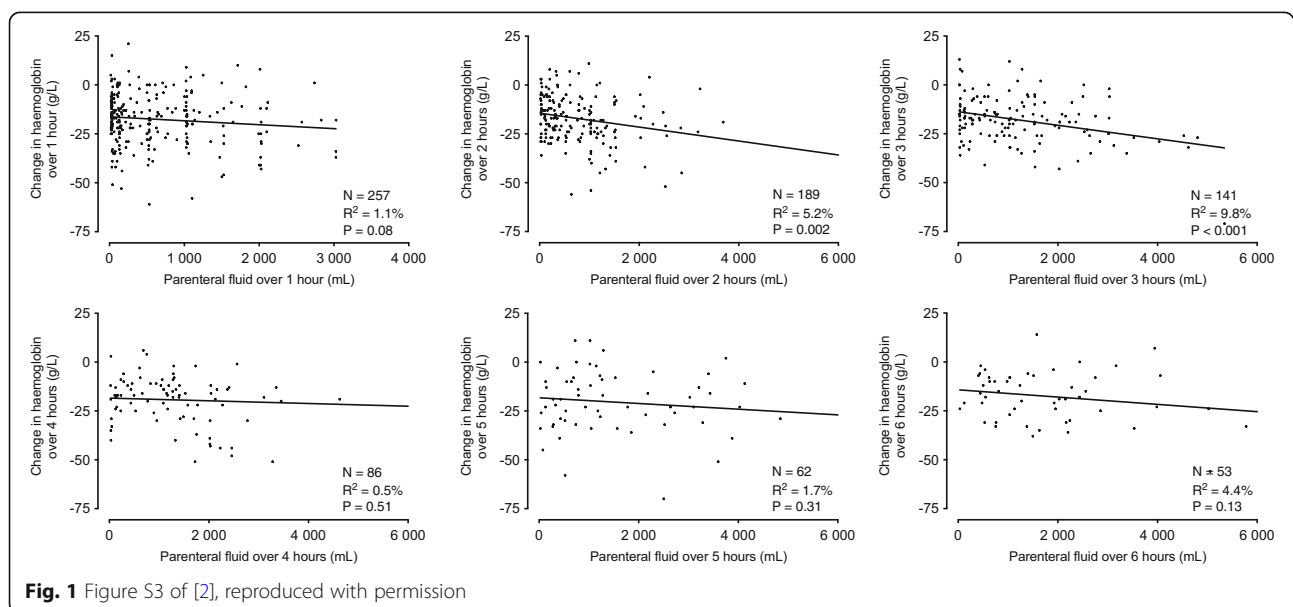 25
0
-25
-50
-75
Change in haemoglobin
over 1 hour (g/L)
N = 257
R² = 1.1%
P = 0.08
0 1 000 2 000 3 000 4 000
Parenteral fluid over 1 hour (mL)
25
0
-25
-50
-75
Change in haemoglobin
over 2 hours (g/L)
N = 189
R² = 5.2%
P = 0.002
0 2 000 4 000 6 000
Parenteral fluid over 2 hours (mL)
25
0
-25
-50
-75
Change in haemoglobin
over 3 hours (g/L)
N = 141
R² = 9.8%
P < 0.001
0 2 000 4 000 6 000
Parenteral fluid over 3 hours (mL)
25
0
-25
-50
-75
Change in haemoglobin
over 4 hours (g/L)
N = 86
R² = 0.5%
P = 0.51
0 2 000 4 000 6 000
Parenteral fluid over 4 hours (mL)
25
0
-25
-50
-75
Change in haemoglobin
over 5 hours (g/L)
N = 62
R² = 1.7%
P = 0.31
0 2 000 4 000 6 000
Parenteral fluid over 5 hours (mL)
25
0
-25
-50
-75
Change in haemoglobin
over 6 hours (g/L)
N = 53
R² = 4.4%
P = 0.13
0 2 000 4 000 6 000
Parenteral fluid over 6 hours (mL)
Fig. 1 Figure S3 of [2], reproduced with permission